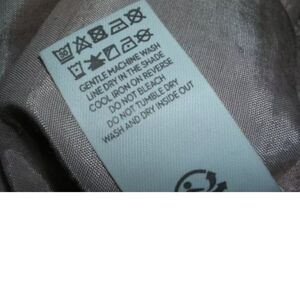 GENTLE MACHINE WASH
LINE DRY IN THE SHADE
COOL IRON ON REVERSE
DO NOT BLEACH
DO NOT TUMBLE DRY
WASH AND DRY INSIDE OUT